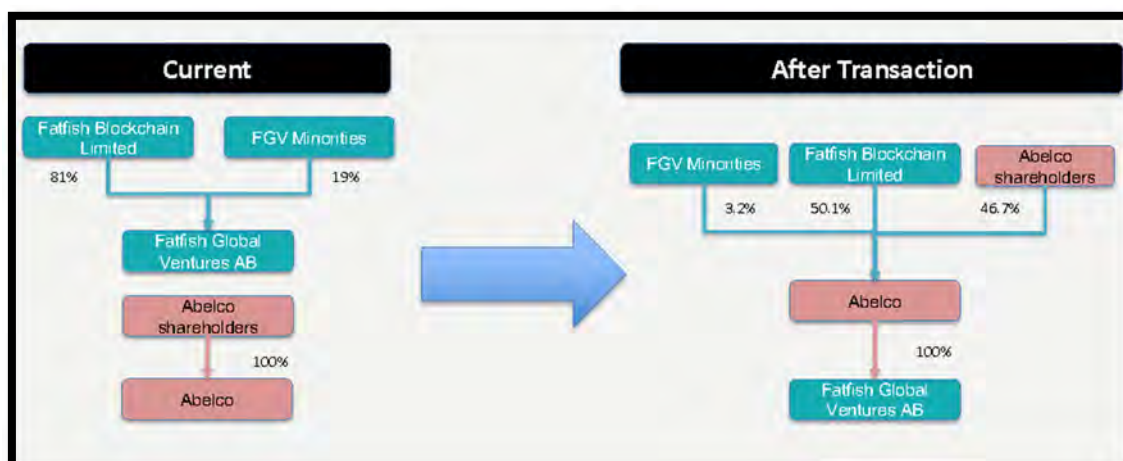 Current
Fatfish Blockchain
Limited
FGV Minorities
81%
19%
Fatfish Global
Ventures AB
Abelco
shareholders
100%
Abelco
After Transaction
FGV Minorities
Fatfish Blockchain
Limited
Abelco
shareholders
3.2%
50.1%
46.7%
Abelco
100%
Fatfish Global
Ventures AB